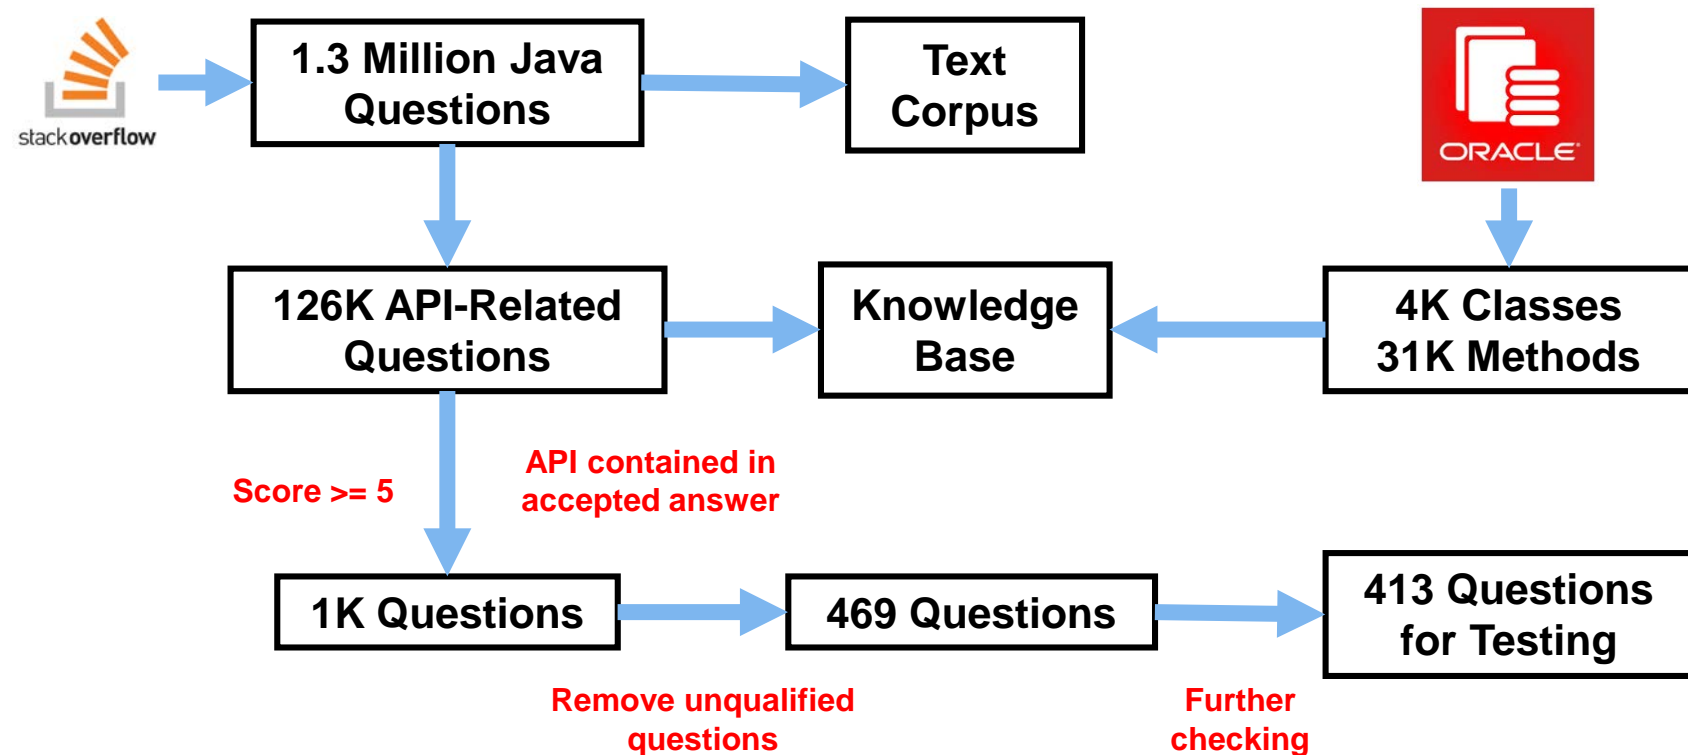 stackoverflow
1.3 Million Java
Questions
Text
Corpus
ORACLE
126K API-Related
Questions
Knowledge
Base
4K Classes
31K Methods
Score >= 5
API contained in
accepted answer
1K Questions
469 Questions
413 Questions
for Testing
Remove unqualified
questions
Further
checking